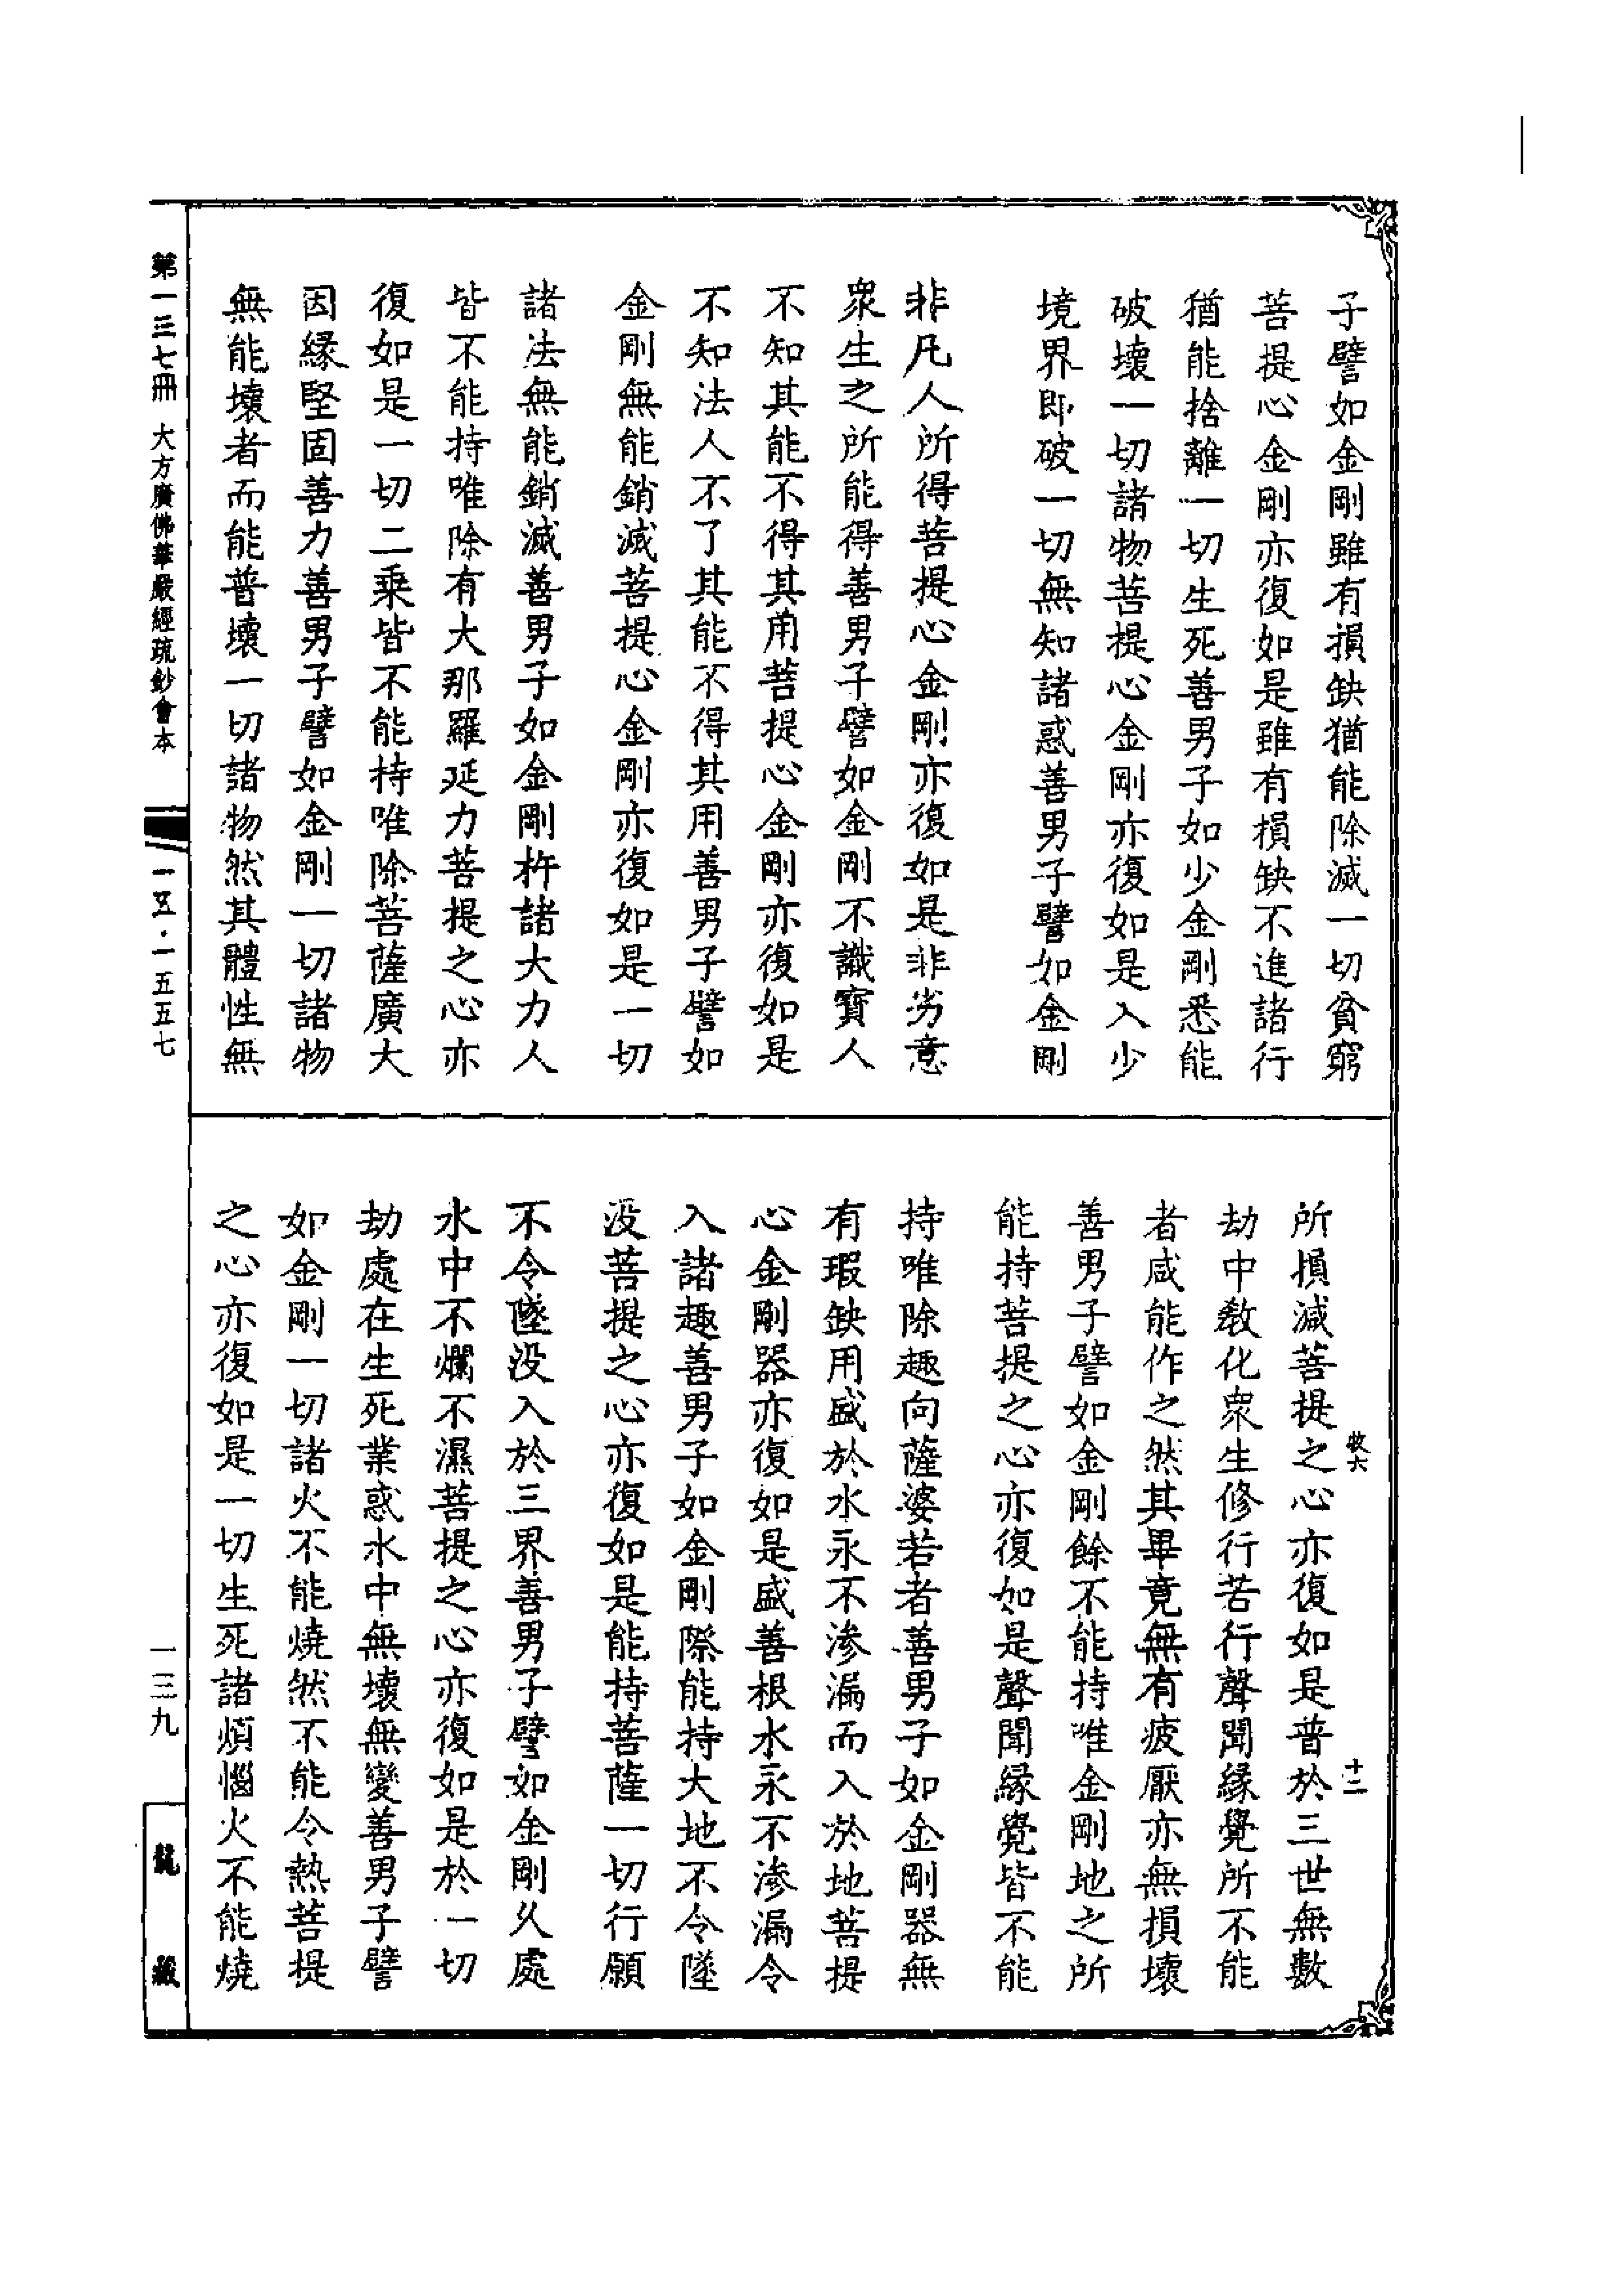 子譬如金剛雖有損缺猶能除滅一切貧窮
菩提心金剛亦復如是雖有損缺不進諸行
猶能捨離一切生死善男子如少金剛悉能
破壞一切諸物菩提心金剛亦復如是入少
境界即破一切無知諸惑善男子譬如金剛
非凡人所得菩提心金剛亦復如是非劣意
眾生之所能得善男子譬如金剛不識寶人
不知其能不得其用菩提心金剛亦復如是
不知法人不了其能不得其用善男子譬如
金剛無能銷滅菩提心金剛亦復如是一切
諸法無能銷滅善男子如金剛杵諸大力人
皆不能持唯除有大那羅延力菩提之心亦
復如是一切二乘皆不能持唯除菩薩廣大
因緣堅固善力善男子譬如金剛一切諸物
無能壞者而能普壞一切諸物然其體性無
所損減菩提之心亦復如是普於三世無數
劫中教化眾生修行苦行聲聞緣覺所不能
者咸能作之然其畢竟無有疲厭亦無損壞
善男子譬如金剛餘不能持唯金剛地之所
能持菩提之心亦復如是聲聞緣覺皆不能
持唯除趣向薩婆若者善男子如金剛器無
有瑕缺用盛於水永不滲漏而入於地菩提
心金剛器亦復如是盛善根水永不滲漏令
入諸趣善男子如金剛際能持大地不令墜
沒菩提之心亦復如是能持菩薩一切行願
不令墜沒入於三界善男子譬如金剛久處
水中不爛不濕菩提之心亦復如是於一切
劫處在生死業惑水中無壞無變善男子譬
如金剛一切諸火不能燒然不能令熱菩提
之心亦復如是一切生死諸煩惱火不能燒
收六
十二
第一三七冊 大方廣佛華嚴經疏鈔會本
一五·一五五七
一三九
龍藏